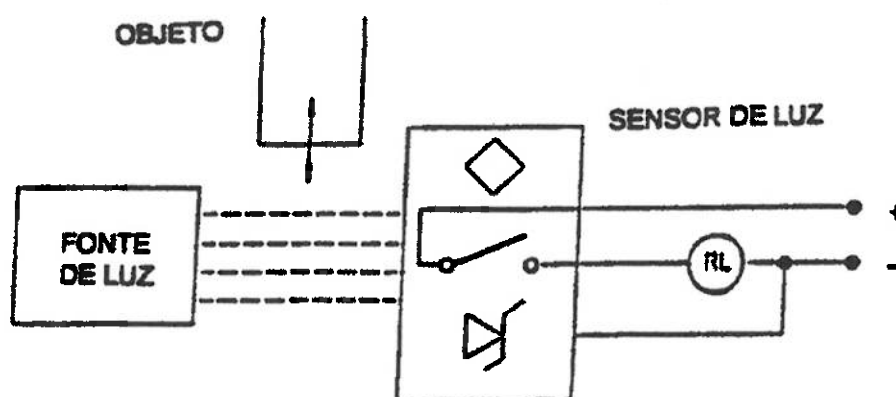 OBJETO
SENSOR DE LUZ
FONTE
DE LUZ
RL
+
-